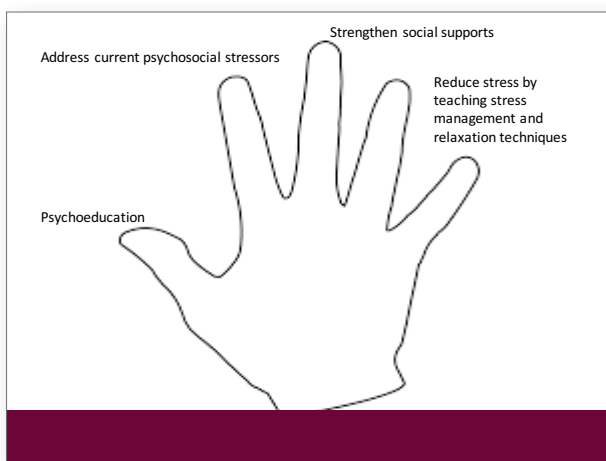 Strengthen social supports
Address current psychosocial stressors
Reduce stress by
teaching stress
management and
relaxation techniques
Psychoeducation